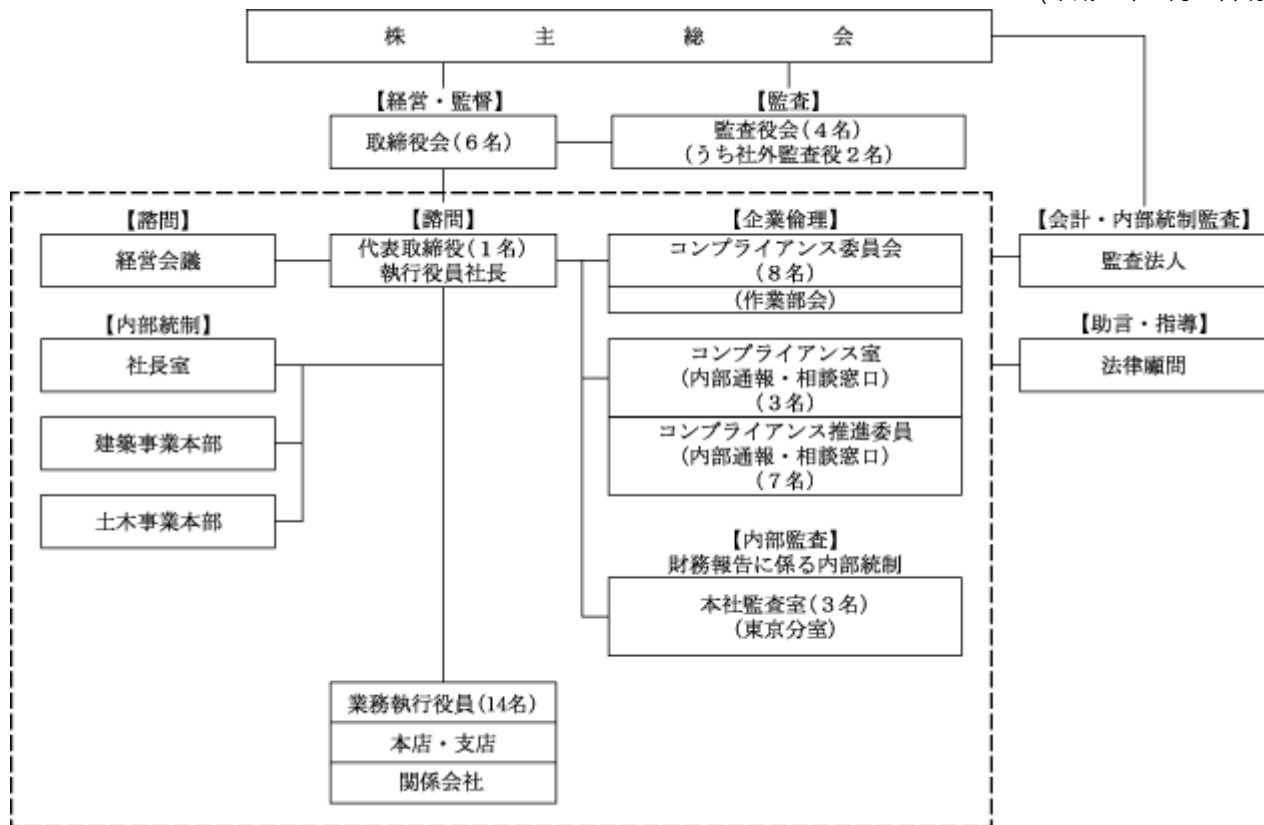 株主総会
【経営・監督】
取締役会(6名)
【監査】
監査役会(4名)
(うち社外監査役2名)
【諮問】
経営会議
【諮問】
代表取締役(1名)
執行役員社長
【企業倫理】
コンプライアンス委員会
(8名)
(作業部会)
【会計・内部統制監査】
監査法人
【内部統制】
社長室
建築事業本部
土木事業本部
コンプライアンス室
(内部通報・相談窓口)
(3名)
コンプライアンス推進委員
(内部通報・相談窓口)
(7名)
【助言・指導】
法律顧問
【内部監査】
財務報告に係る内部統制
本社監査室(3名)
(東京分室)
業務執行役員(14名)
本店・支店
関係会社